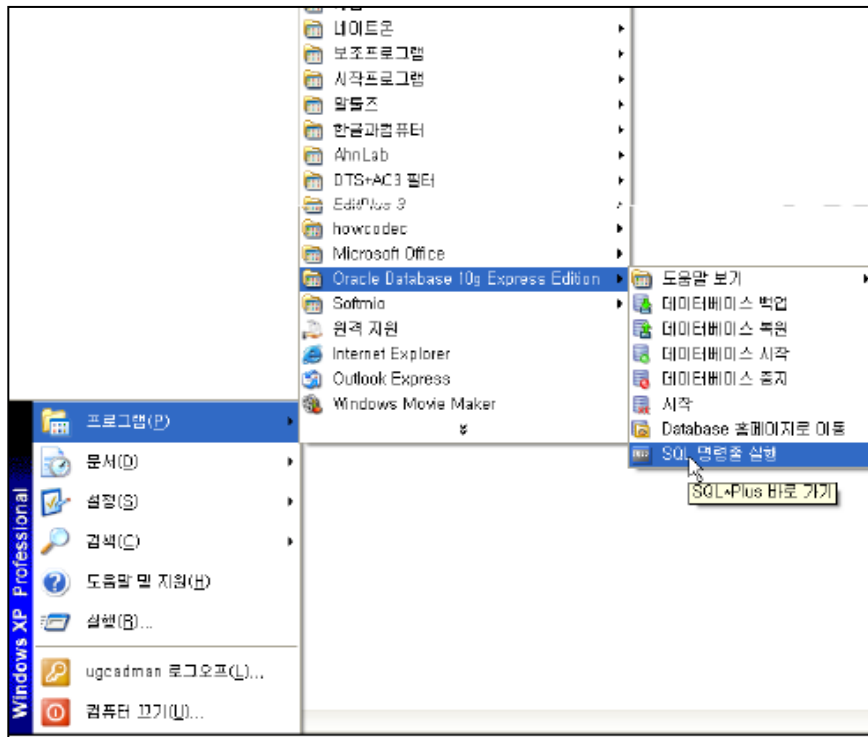 네이트온
보조프로그램
시작프로그램
알툴즈
한글과컴퓨터
AhnLab
DTS+AC3 필터
EditPlus 3
howcodec
Microsoft Office
Oracle Database 10g Express Edition
Softmio
원격 지원
Internet Explorer
Outlook Express
Windows Movie Maker
도움말 보기
데이터베이스 백업
데이터베이스 복원
데이터베이스 시작
데이터베이스 중지
시작
Database 홈페이지로 이동
SQL 명령줄 실행
SQL*Plus 바로 가기
프로그램(P)
문서(D)
설정(S)
검색(C)
도움말 및 지원(H)
실행(R)...
ugcadman 로그오프(L)...
컴퓨터 끄기(U)...
Windows XP Professional